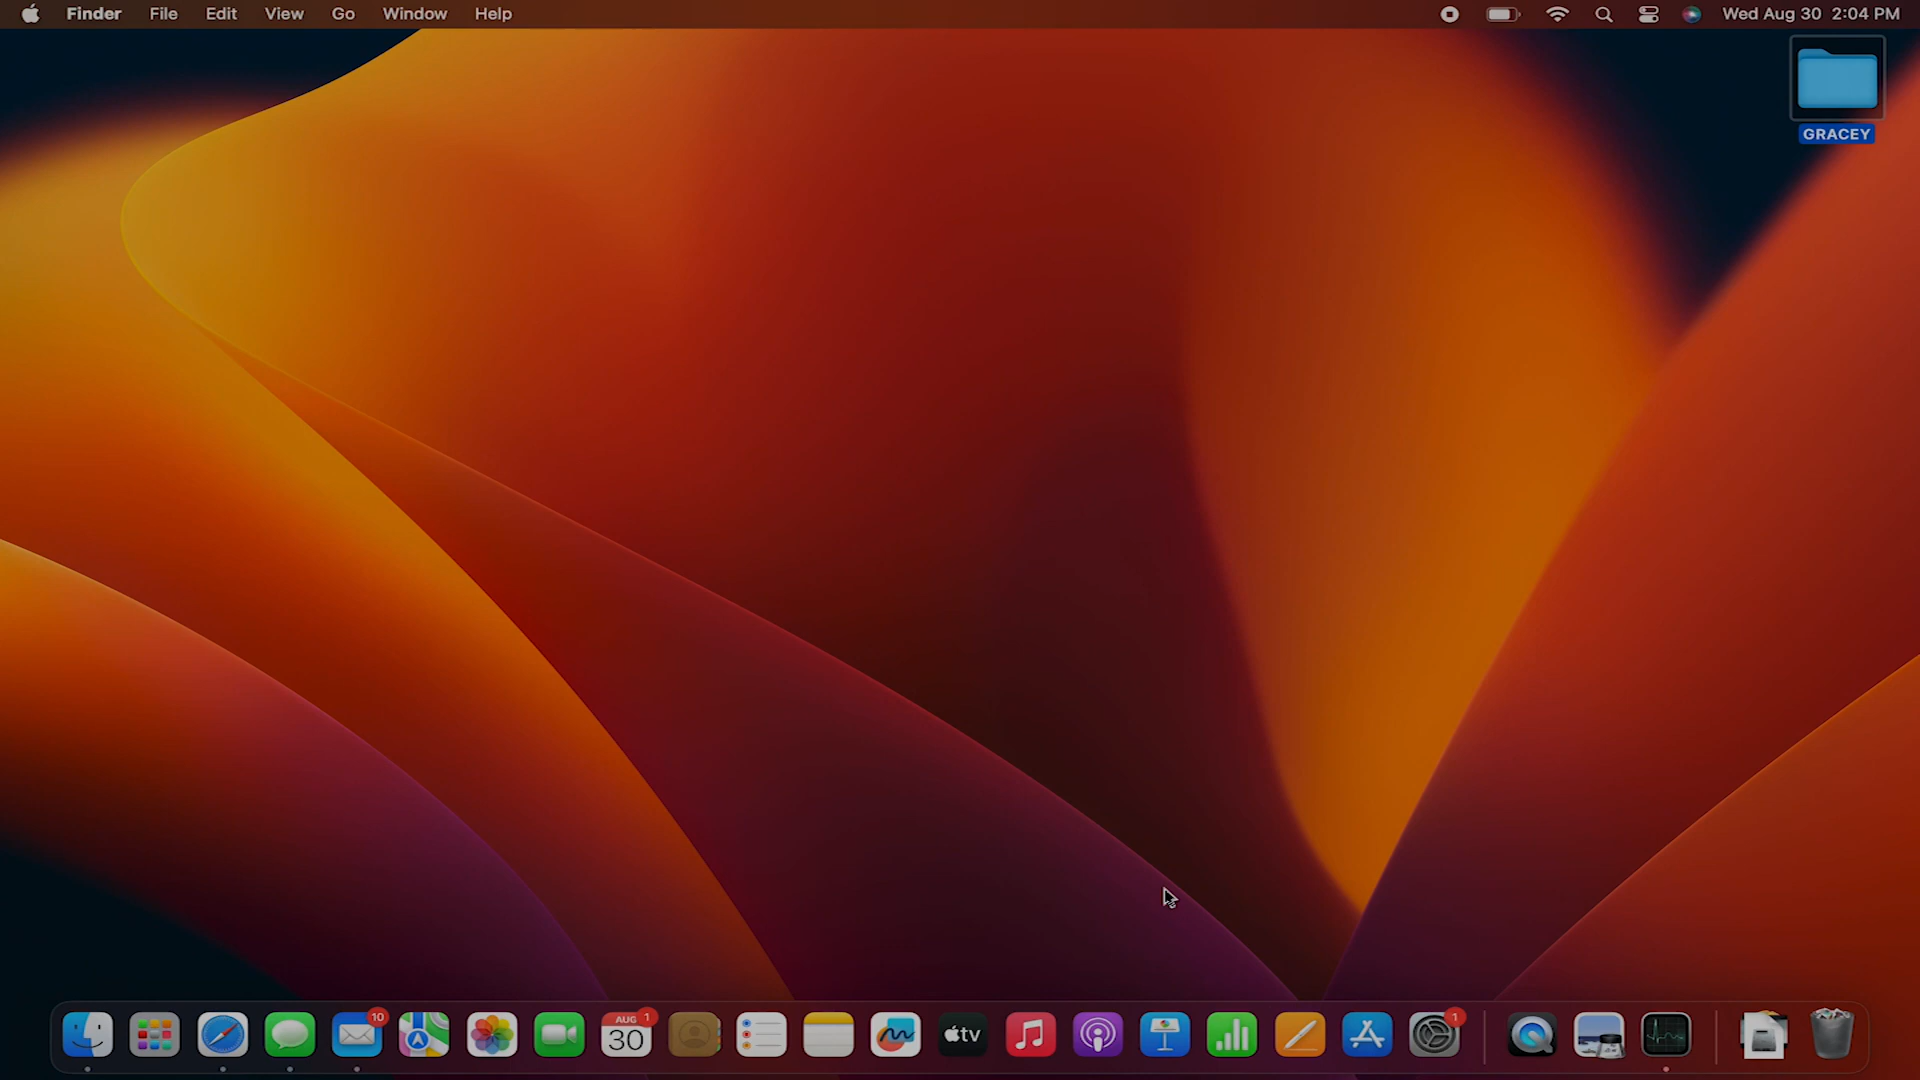 Finder File Edit View Go Window Help Wed Aug 30 2:04 PM
GRACEY
10
AUG
30
1
tv
1